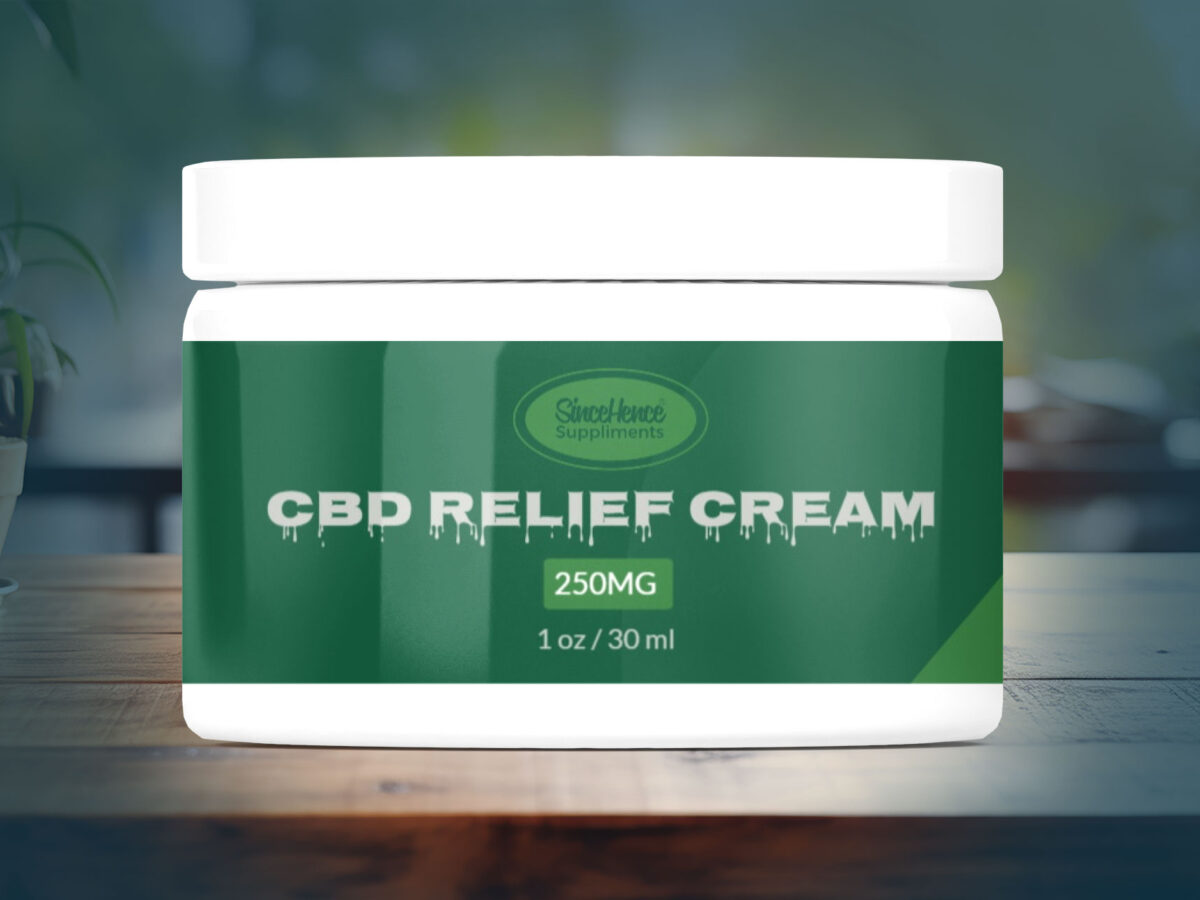 SinceHence®
Suppliments
CBD RELIEF CREAM
250MG
1 oz / 30 ml